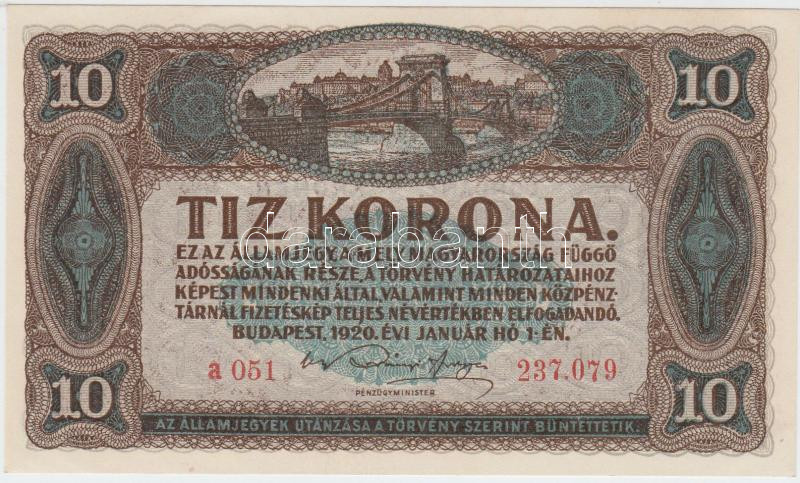 10 10
TIZ KORONA.
EZ AZ ÁLLAMJEGY, A MELY MAGYARORSZÁG FÜGGŐ
ADÓSSÁGÁNAK RÉSZE, A TÖRVÉNY HATÁROZATAIHOZ
KÉPEST MINDENKI ÁLTAL, VALAMINT MINDEN KÖZPÉNZ-
TÁRNÁL FIZETÉSKÉP TELJES NÉVÉRTÉKBEN ELFOGADANDÓ.
BUDAPEST, 1920. ÉVI JANUÁR HÓ 1-ÉN.
a 051 237.079
PÉNZÜGYMINISTER
10 10
AZ ÁLLAMJEGYEK UTÁNZÁSA A TÖRVÉNY SZERINT BÜNTETTETIK.
darabanth